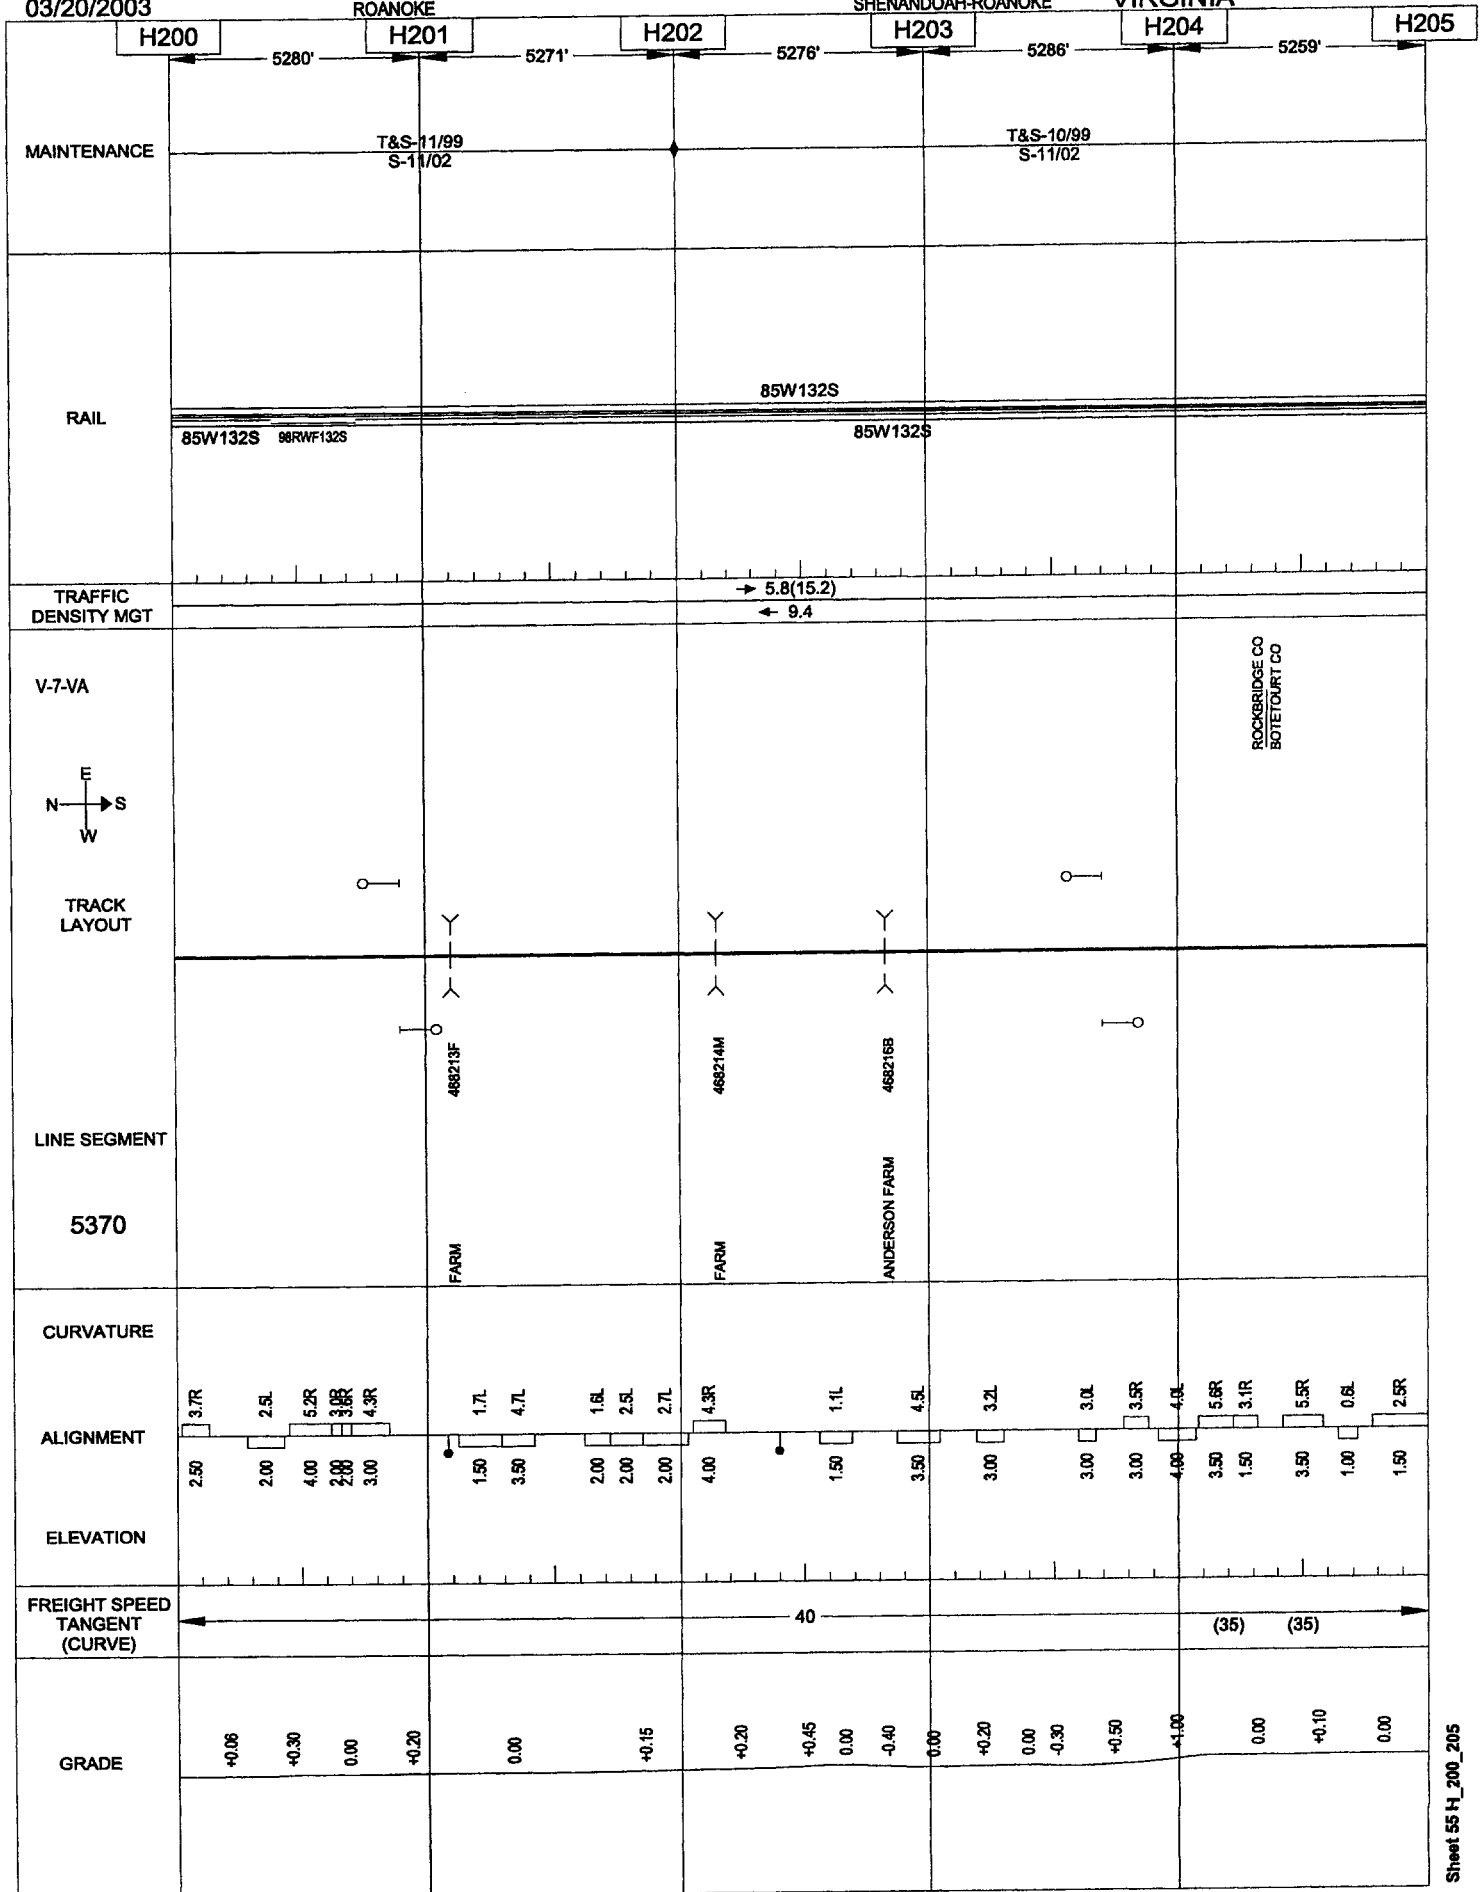 03/20/2003 ROANOKE SHENANDOAH-ROANOKE VIRGINIA
H200 H201 H202 H203 H204 H205
5280' 5271' 5276' 5286' 5259'
MAINTENANCE
T&S-11/99
S-11/02
T&S-10/99
S-11/02
RAIL
85W132S
85W132S 98RWF132S 85W132S
TRAFFIC
DENSITY MGT
5.8(15.2)
9.4
V-7-VA
ROCKBRIDGE CO
BOTETOURT CO
E
N S
W
TRACK
LAYOUT
468213F 468214M 468216B
LINE SEGMENT
5370
FARM FARM ANDERSON FARM
CURVATURE
3.7R 2.5L 5.2R 3.6R 4.3R 1.7L 4.7L 1.6L 2.5L 2.7L 4.3R 1.1L 4.5L 3.2L 3.0L 3.5R 4.0L 5.6R 3.1R 5.5R 0.6L 2.5R
ALIGNMENT
2.50 2.00 4.00 2.00 2.00 3.00 1.50 3.50 2.00 2.00 2.00 4.00 1.50 3.50 3.00 3.00 3.00 4.00 3.50 1.50 3.50 1.00 1.50
ELEVATION
FREIGHT SPEED
TANGENT
(CURVE)
40
(35) (35)
GRADE
+0.06 +0.30 0.00 +0.20 0.00 +0.15 +0.20 +0.45 0.00 -0.40 0.00 +0.20 0.00 -0.30 +0.50 +1.00 0.00 +0.10 0.00
Sheet 55 H_200_205